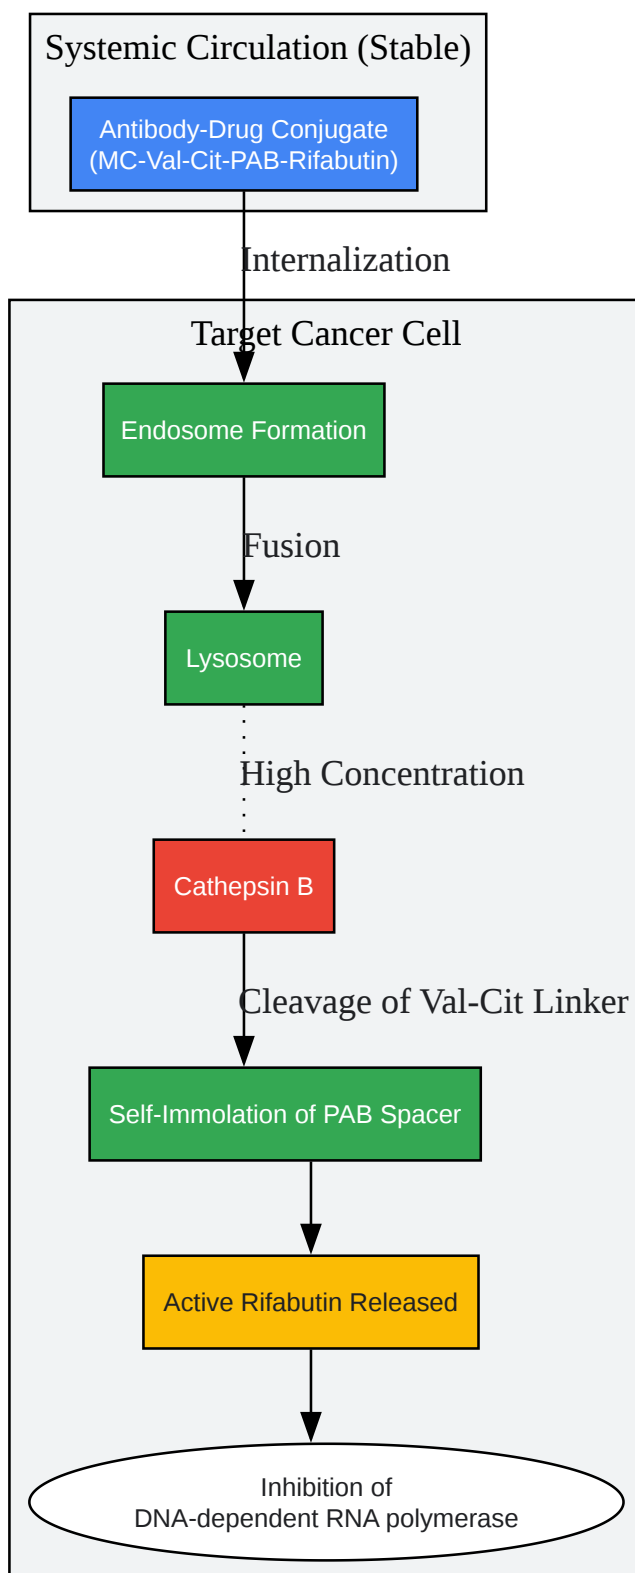 Systemic Circulation (Stable)
Antibody-Drug Conjugate
(MC-Val-Cit-PAB-Rifabutin)
Internalization
Target Cancer Cell
Endosome Formation
Fusion
Lysosome
High Concentration
Cathepsin B
Cleavage of Val-Cit Linker
Self-Immolation of PAB Spacer
Active Rifabutin Released
Inhibition of
DNA-dependent RNA polymerase